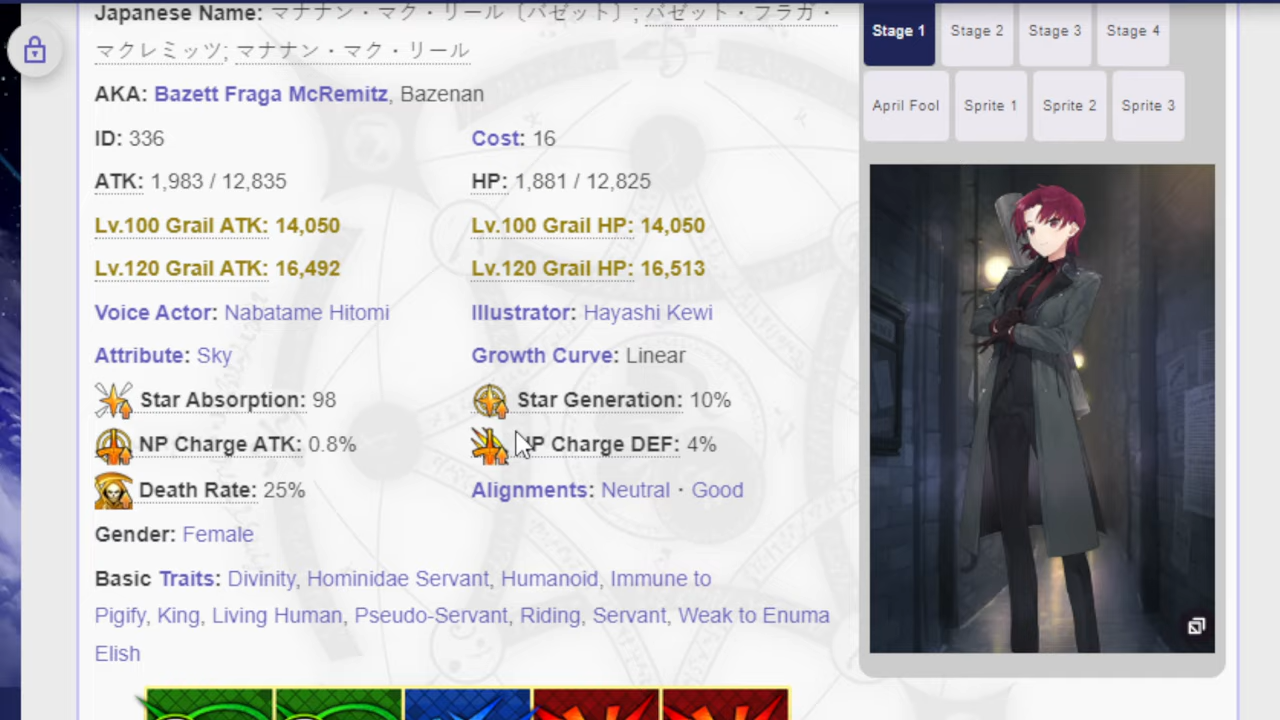 Japanese Name: マナナン・マク・リール〔バゼット〕; バゼット・フラガ・
マクレミッツ; マナナン・マク・リール
AKA: Bazett Fraga McRemitz, Bazenan
ID: 336 Cost: 16
ATK: 1,983 / 12,835 HP: 1,881 / 12,825
Lv.100 Grail ATK: 14,050 Lv.100 Grail HP: 14,050
Lv.120 Grail ATK: 16,492 Lv.120 Grail HP: 16,513
Voice Actor: Nabatame Hitomi Illustrator: Hayashi Kewi
Attribute: Sky Growth Curve: Linear
Star Absorption: 98 Star Generation: 10%
NP Charge ATK: 0.8% NP Charge DEF: 4%
Death Rate: 25% Alignments: Neutral・Good
Gender: Female
Basic Traits: Divinity, Hominidae Servant, Humanoid, Immune to
Pigify, King, Living Human, Pseudo-Servant, Riding, Servant, Weak to Enuma
Elish
Stage 1 Stage 2 Stage 3 Stage 4
April Fool Sprite 1 Sprite 2 Sprite 3